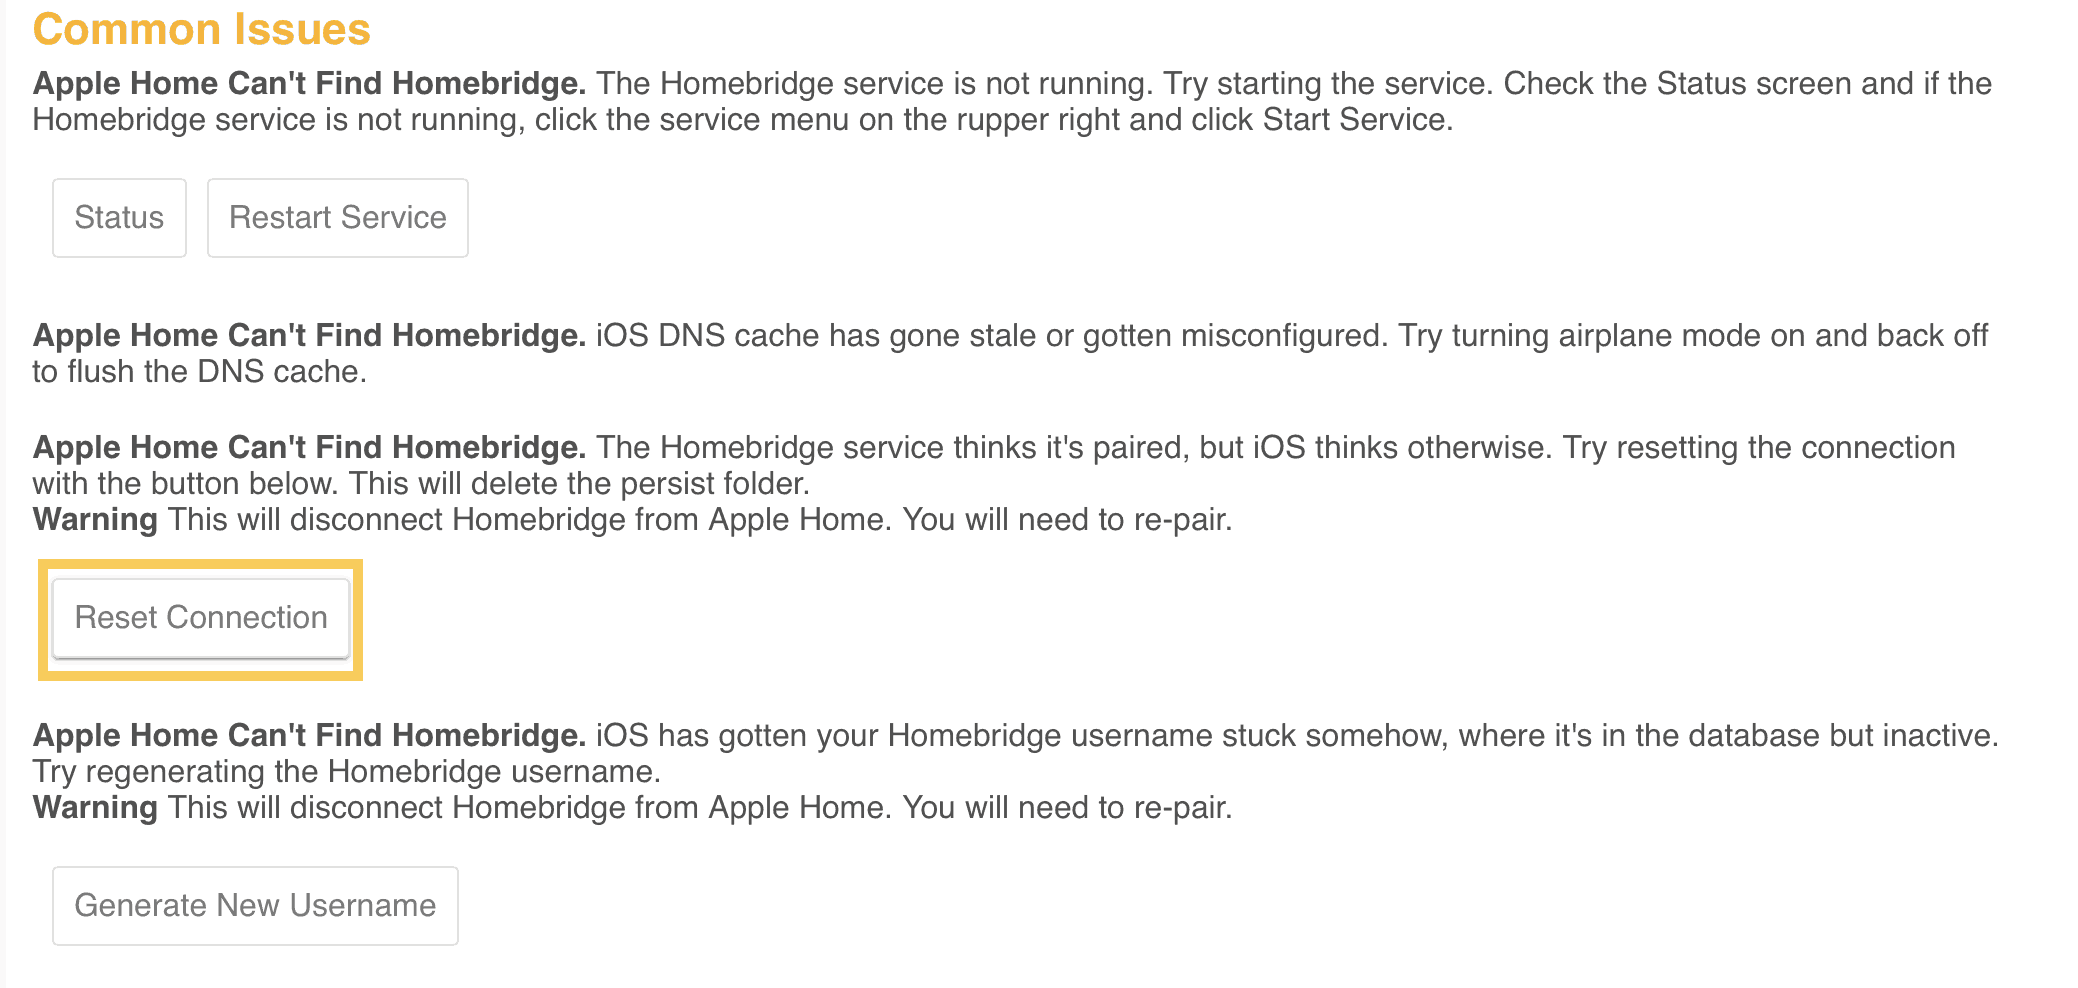 Common Issues
Apple Home Can't Find Homebridge. The Homebridge service is not running. Try starting the service. Check the Status screen and if the
Homebridge service is not running, click the service menu on the rupper right and click Start Service.
Status Restart Service
Apple Home Can't Find Homebridge. iOS DNS cache has gone stale or gotten misconfigured. Try turning airplane mode on and back off
to flush the DNS cache.
Apple Home Can't Find Homebridge. The Homebridge service thinks it's paired, but iOS thinks otherwise. Try resetting the connection
with the button below. This will delete the persist folder.
Warning This will disconnect Homebridge from Apple Home. You will need to re-pair.
Reset Connection
Apple Home Can't Find Homebridge. iOS has gotten your Homebridge username stuck somehow, where it's in the database but inactive.
Try regenerating the Homebridge username.
Warning This will disconnect Homebridge from Apple Home. You will need to re-pair.
Generate New Username